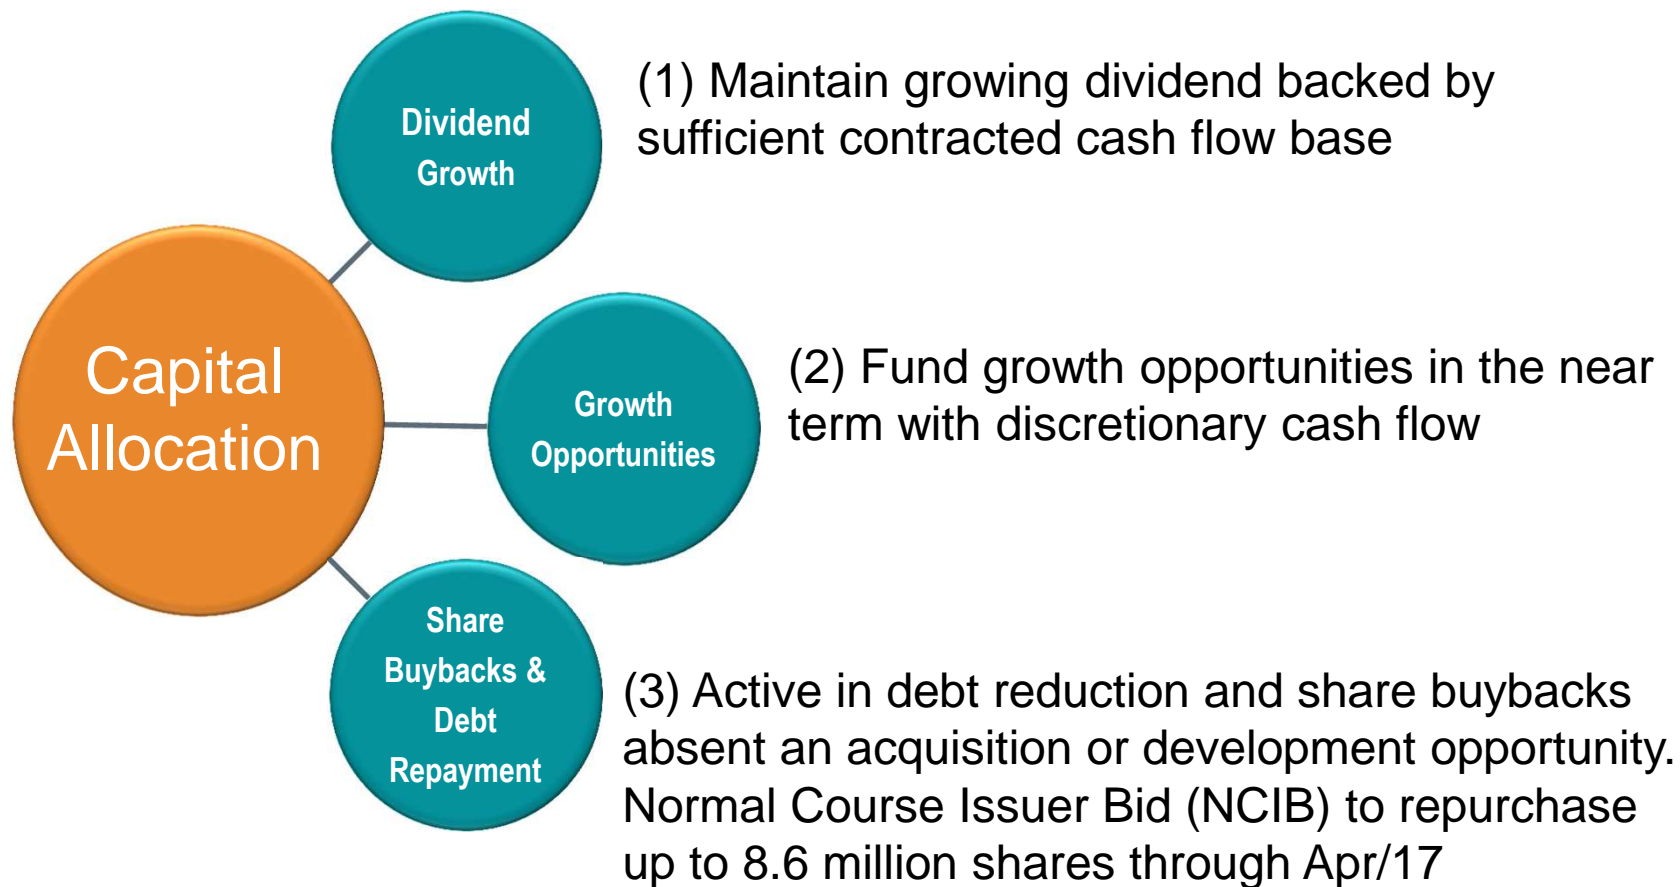 Dividend
Growth
(1) Maintain growing dividend backed by
sufficient contracted cash flow base
Capital
Allocation
Growth
Opportunities
(2) Fund growth opportunities in the near
term with discretionary cash flow
Share
Buybacks &
Debt
Repayment
(3) Active in debt reduction and share buybacks
absent an acquisition or development opportunity.
Normal Course Issuer Bid (NCIB) to repurchase
up to 8.6 million shares through Apr/17